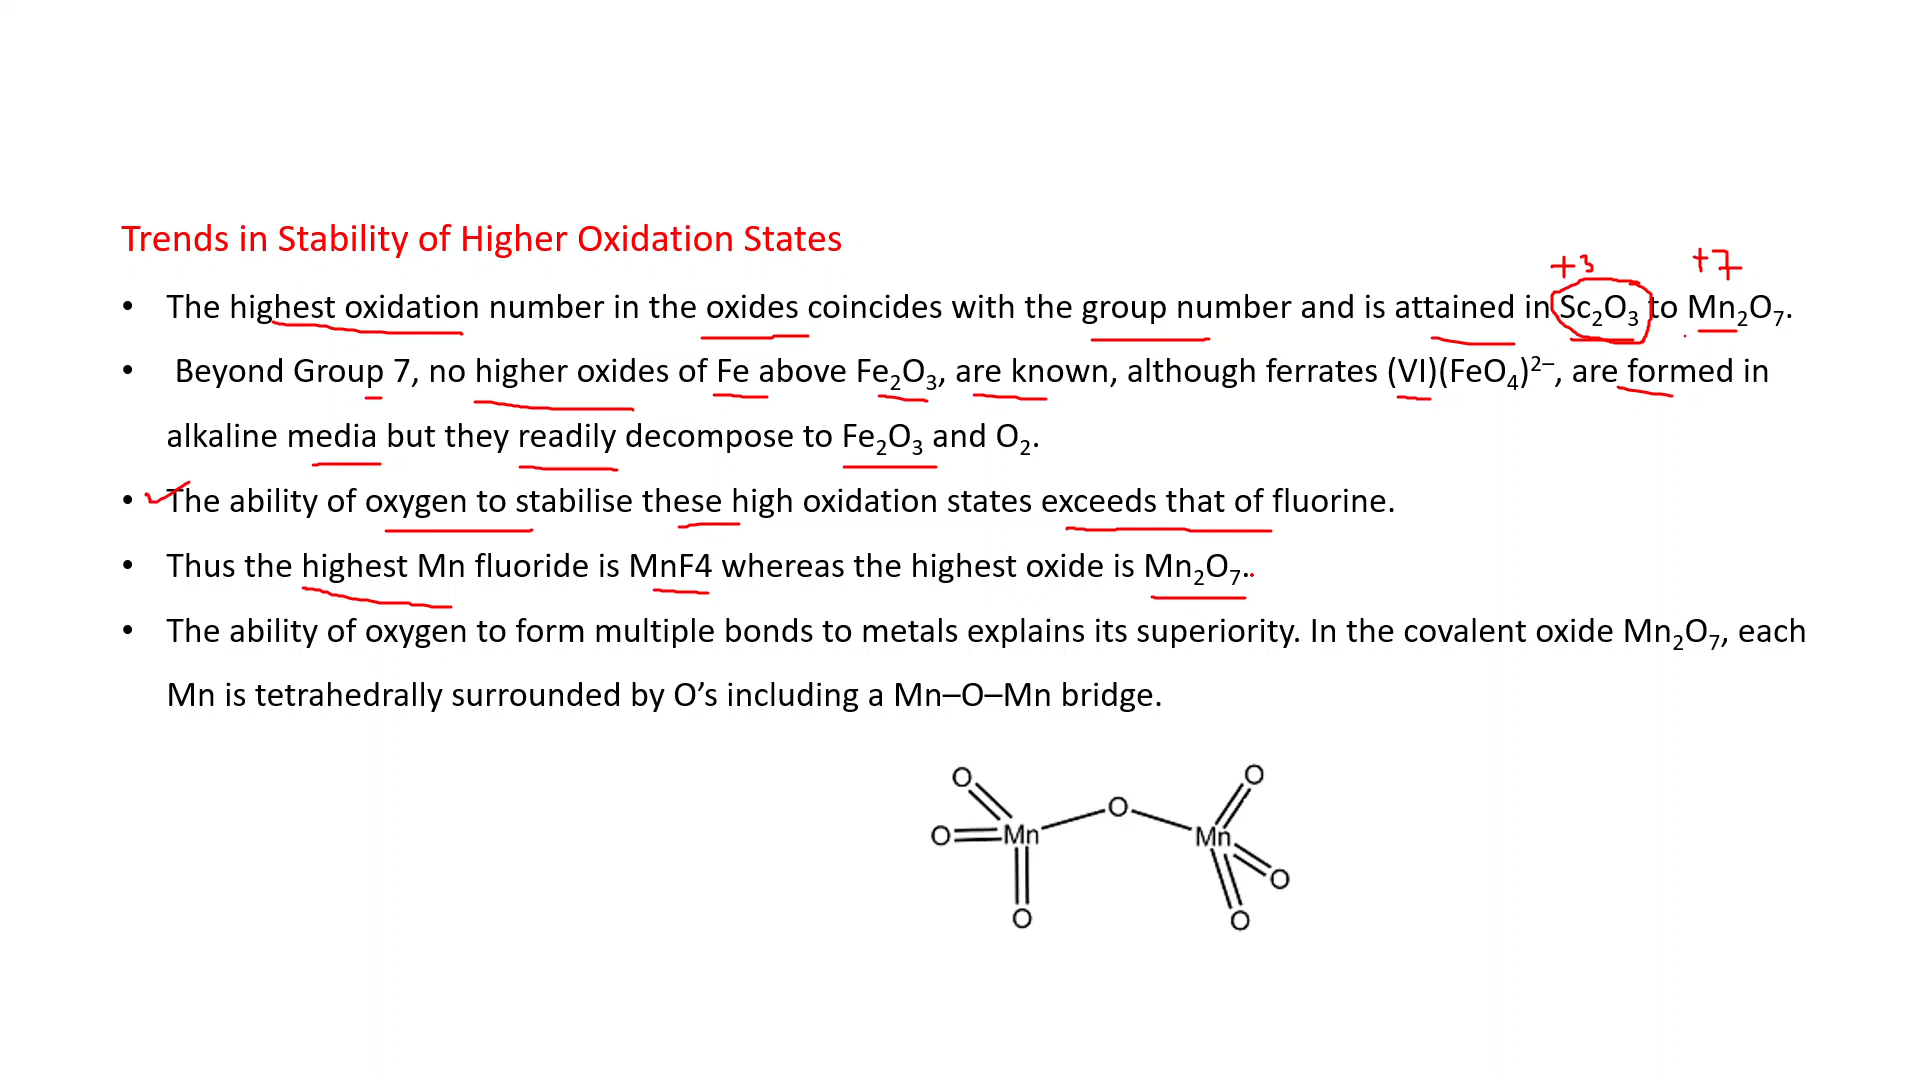 Trends in Stability of Higher Oxidation States
+3 +7
• The highest oxidation number in the oxides coincides with the group number and is attained in Sc₂O₃ to Mn₂O₇.
• Beyond Group 7, no higher oxides of Fe above Fe₂O₃, are known, although ferrates (VI)(FeO₄)²⁻, are formed in
alkaline media but they readily decompose to Fe₂O₃ and O₂.
• The ability of oxygen to stabilise these high oxidation states exceeds that of fluorine.
• Thus the highest Mn fluoride is MnF4 whereas the highest oxide is Mn₂O₇.
• The ability of oxygen to form multiple bonds to metals explains its superiority. In the covalent oxide Mn₂O₇, each
Mn is tetrahedrally surrounded by O’s including a Mn–O–Mn bridge.
O O
O
O Mn Mn
O
O O